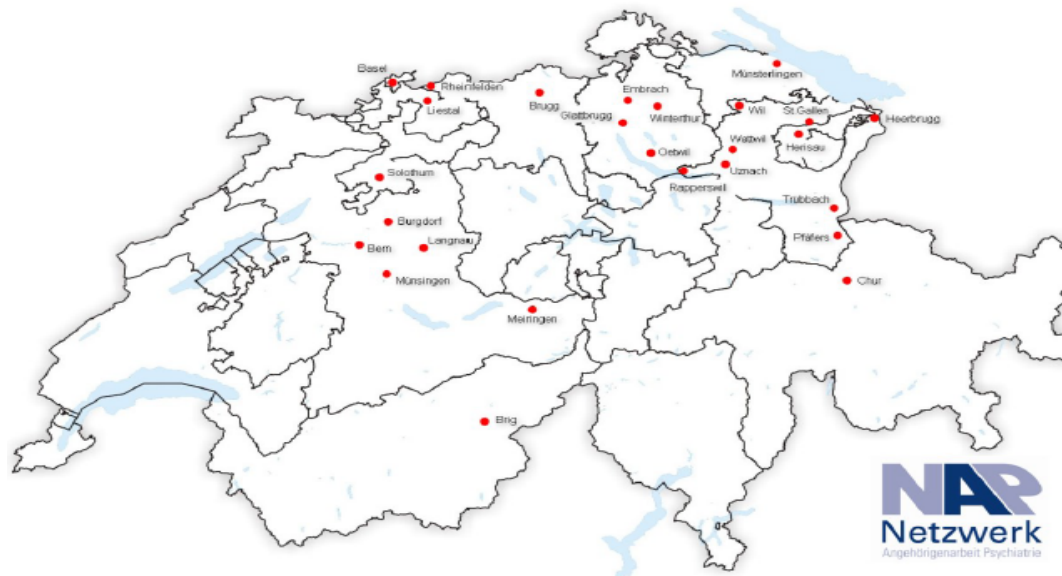 Basel
Rheinfelden
Liestal
Brugg
Embrach
Glattbrugg
Winterthur
Oetwil
Münsterlingen
Wil
St.Gallen
Heerbrugg
Herisau
Wattwil
Uznach
Rapperswil
Solothurn
Burgdorf
Bern
Langnau
Münsingen
Meiringen
Trübbach
Pfäfers
Chur
Brig
NAP
Netzwerk
Angehörigenarbeit Psychiatrie